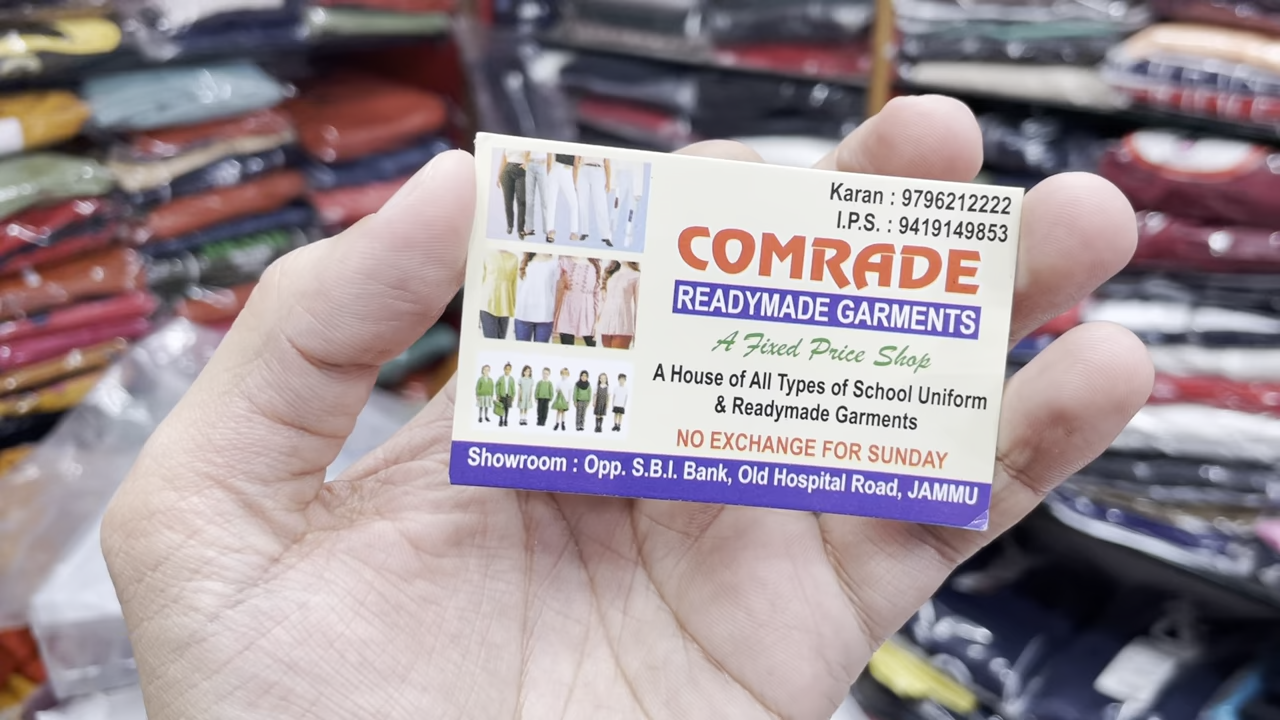 Karan : 9796212222
I.P.S. : 9419149853
COMRADE
READYMADE GARMENTS
A Fixed Price Shop
A House of All Types of School Uniform
& Readymade Garments
NO EXCHANGE FOR SUNDAY
Showroom : Opp. S.B.I. Bank, Old Hospital Road, JAMMU